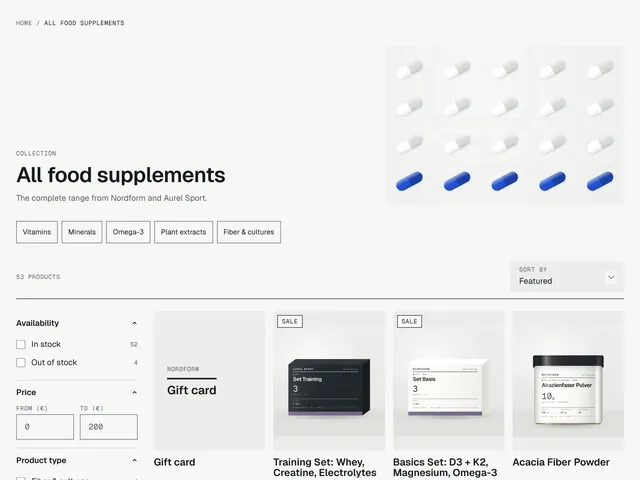 HOME / ALL FOOD SUPPLEMENTS
COLLECTION
All food supplements
The complete range from Nordform and Aurel Sport.
Vitamins
Minerals
Omega-3
Plant extracts
Fiber & cultures
53 PRODUCTS
SORT BY
Featured
Availability
In stock
52
Out of stock
4
Price
FROM (€)
TO (€)
0
200
Product type
NORDFORM
Gift card
Gift card
SALE
AUREL SPORT
Set Training
3
Training Set: Whey,
Creatine, Electrolytes
SALE
Set Basis
3
Basics Set: D3 + K2,
Magnesium, Omega-3
Akazienfaser Pulver
Acacia Fiber Powder